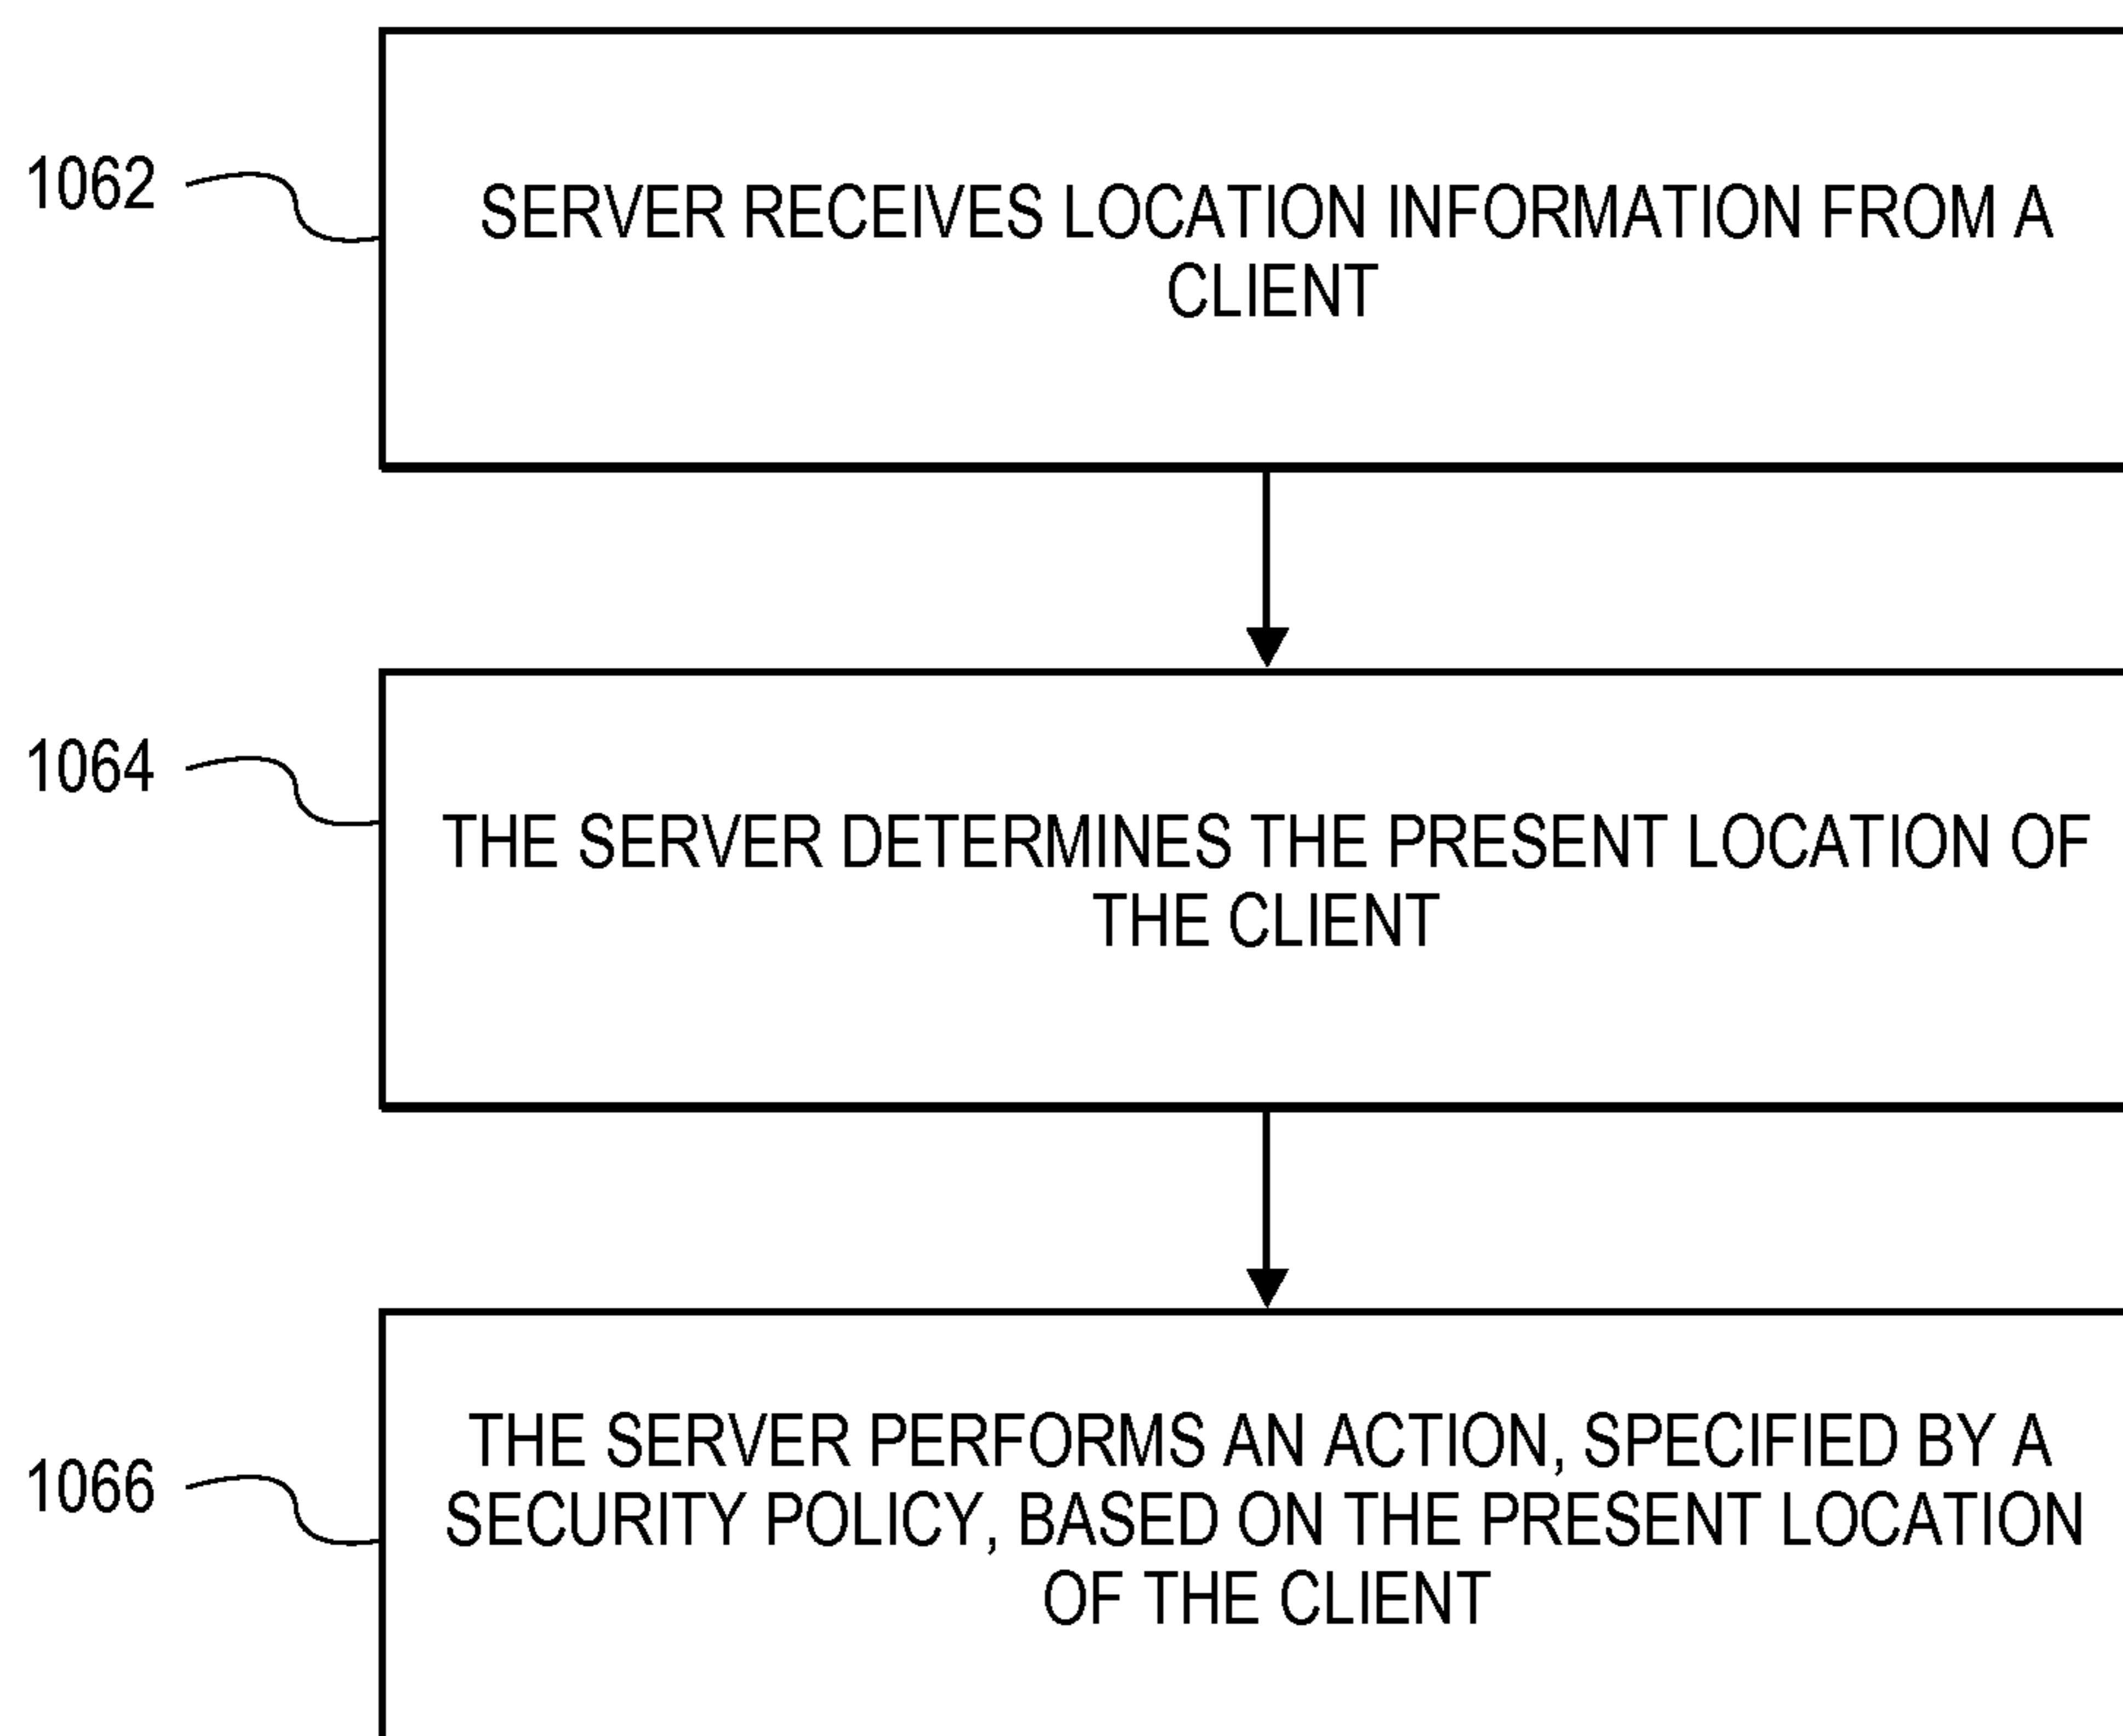 1062
SERVER RECEIVES LOCATION INFORMATION FROM A
CLIENT
1064
THE SERVER DETERMINES THE PRESENT LOCATION OF
THE CLIENT
1066
THE SERVER PERFORMS AN ACTION, SPECIFIED BY A
SECURITY POLICY, BASED ON THE PRESENT LOCATION
OF THE CLIENT